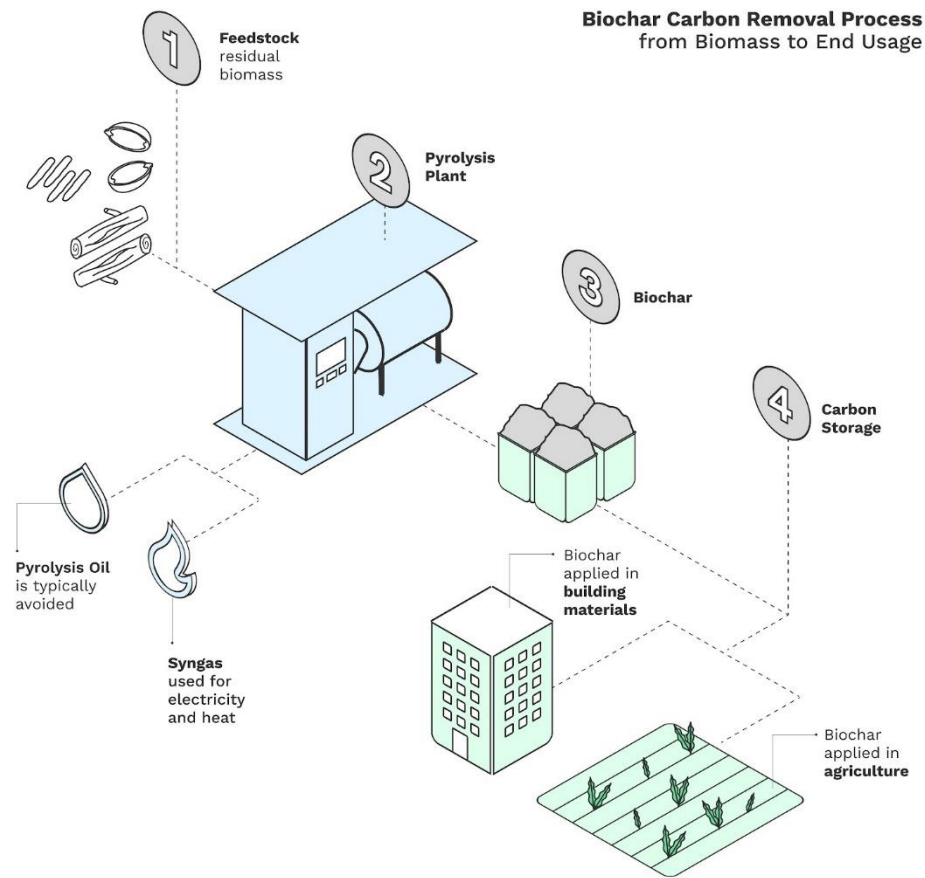 Biochar Carbon Removal Process
from Biomass to End Usage
1
Feedstock
residual
biomass
2
Pyrolysis
Plant
3
Biochar
4
Carbon
Storage
Pyrolysis Oil
is typically
avoided
Syngas
used for
electricity
and heat
Biochar
applied in
building
materials
Biochar
applied in
agriculture